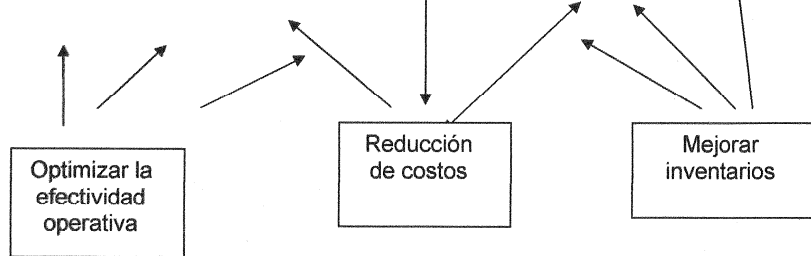 Optimizar la
efectividad
operativa
Reducción
de costos
Mejorar
inventarios